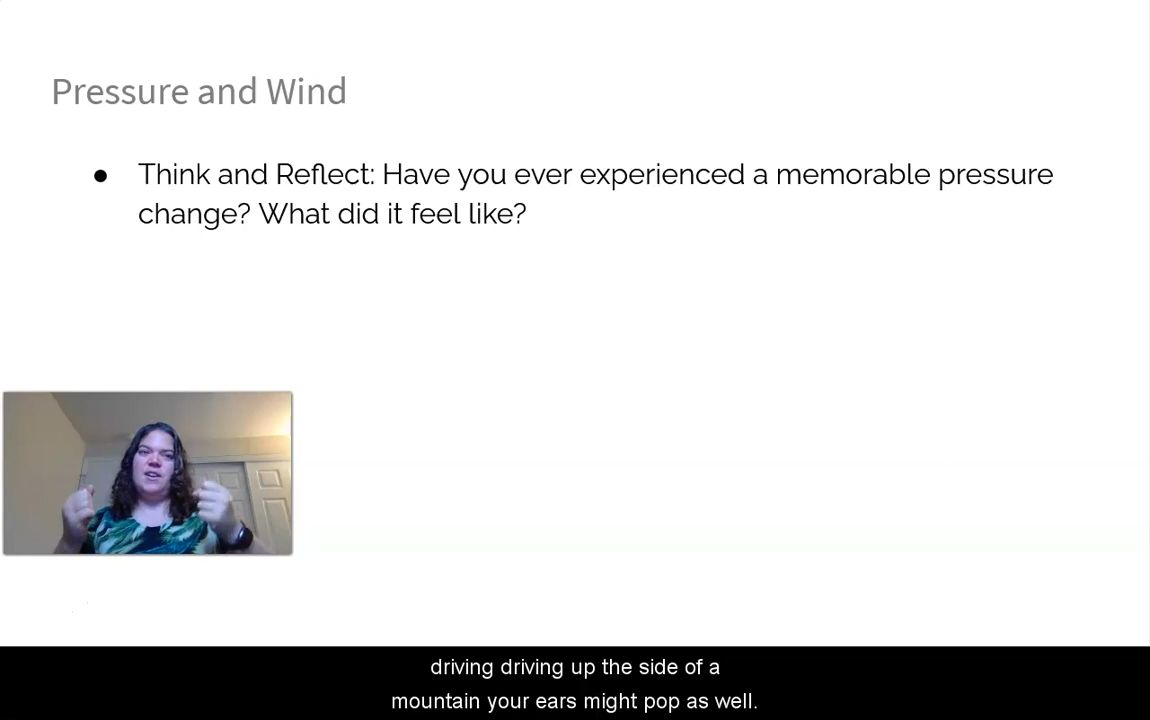 Pressure and Wind
● Think and Reflect: Have you ever experienced a memorable pressure
change? What did it feel like?
driving driving up the side of a
mountain your ears might pop as well.